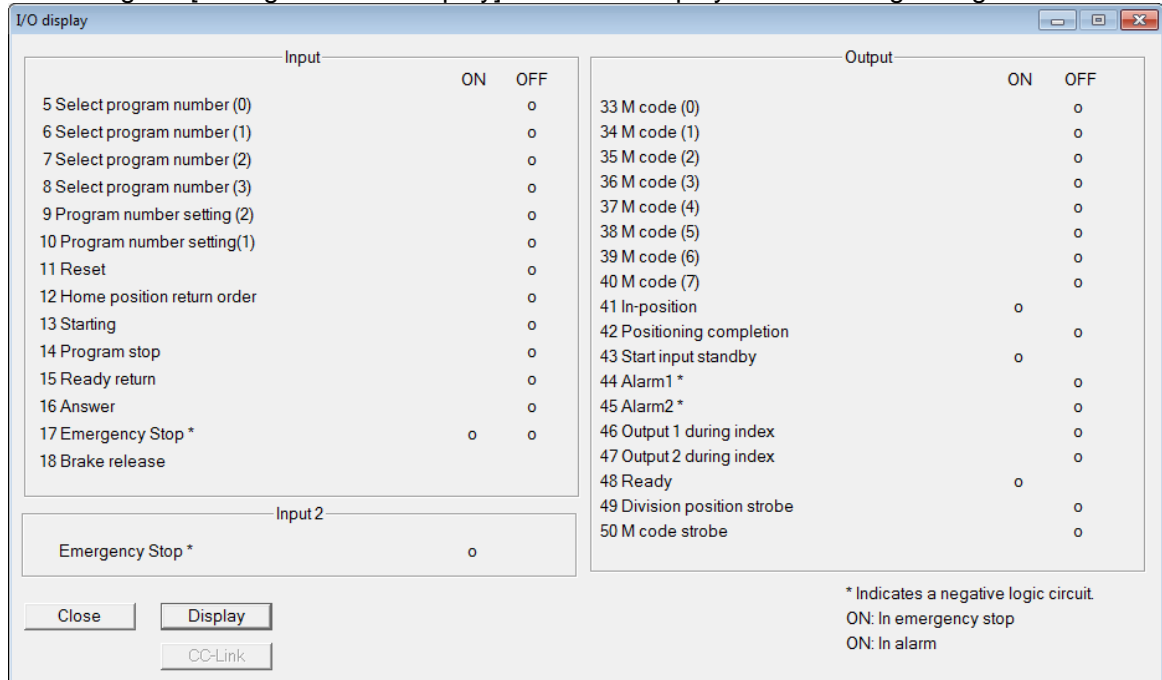 I/O display
Input
ON OFF
5 Select program number (0) o
6 Select program number (1) o
7 Select program number (2) o
8 Select program number (3) o
9 Program number setting (2) o
10 Program number setting(1) o
11 Reset o
12 Home position return order o
13 Starting o
14 Program stop o
15 Ready return o
16 Answer o
17 Emergency Stop * o o
18 Brake release
Input 2
Emergency Stop * o
Close Display
CC-Link
Output
ON OFF
33 M code (0) o
34 M code (1) o
35 M code (2) o
36 M code (3) o
37 M code (4) o
38 M code (5) o
39 M code (6) o
40 M code (7) o
41 In-position o
42 Positioning completion o
43 Start input standby o
44 Alarm1 * o
45 Alarm2 * o
46 Output 1 during index o
47 Output 2 during index o
48 Ready o
49 Division position strobe o
50 M code strobe o
* Indicates a negative logic circuit.
ON: In emergency stop
ON: In alarm